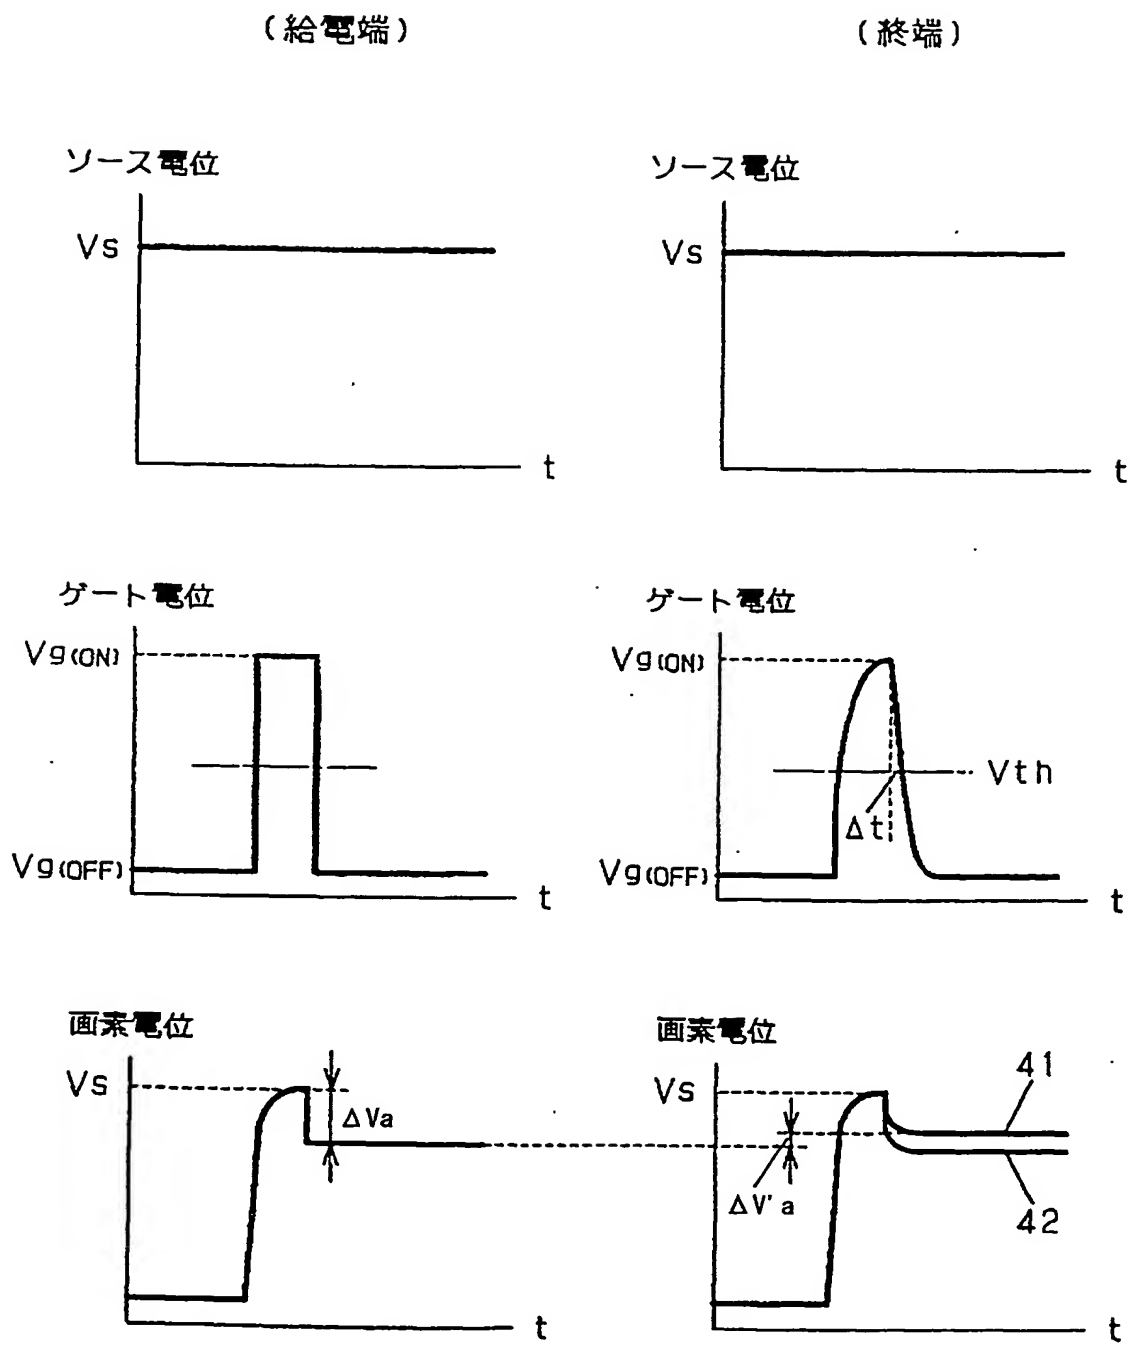 (給電端)
(終端)
ソース電位
Vs
t
ソース電位
Vs
t
ゲート電位
Vg(ON)
Vg(OFF)
t
ゲート電位
Vg(ON)
Vth
Δt
Vg(OFF)
t
画素電位
Vs
ΔVa
t
画素電位
Vs
41
ΔV'a
42
t